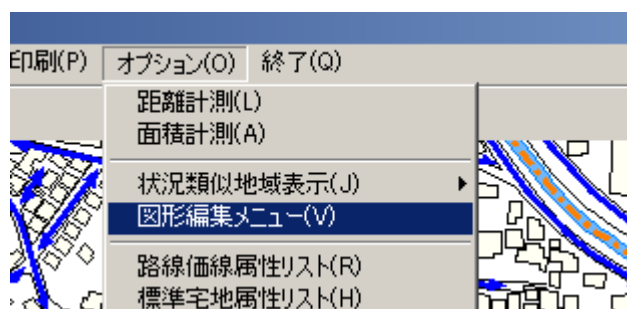 印刷(P) オプション(O) 終了(Q)
距離計測(L)
面積計測(A)
状況類似地域表示(J)
図形編集メニュー(V)
路線価線属性リスト(R)
標準宅地属性リスト(H)